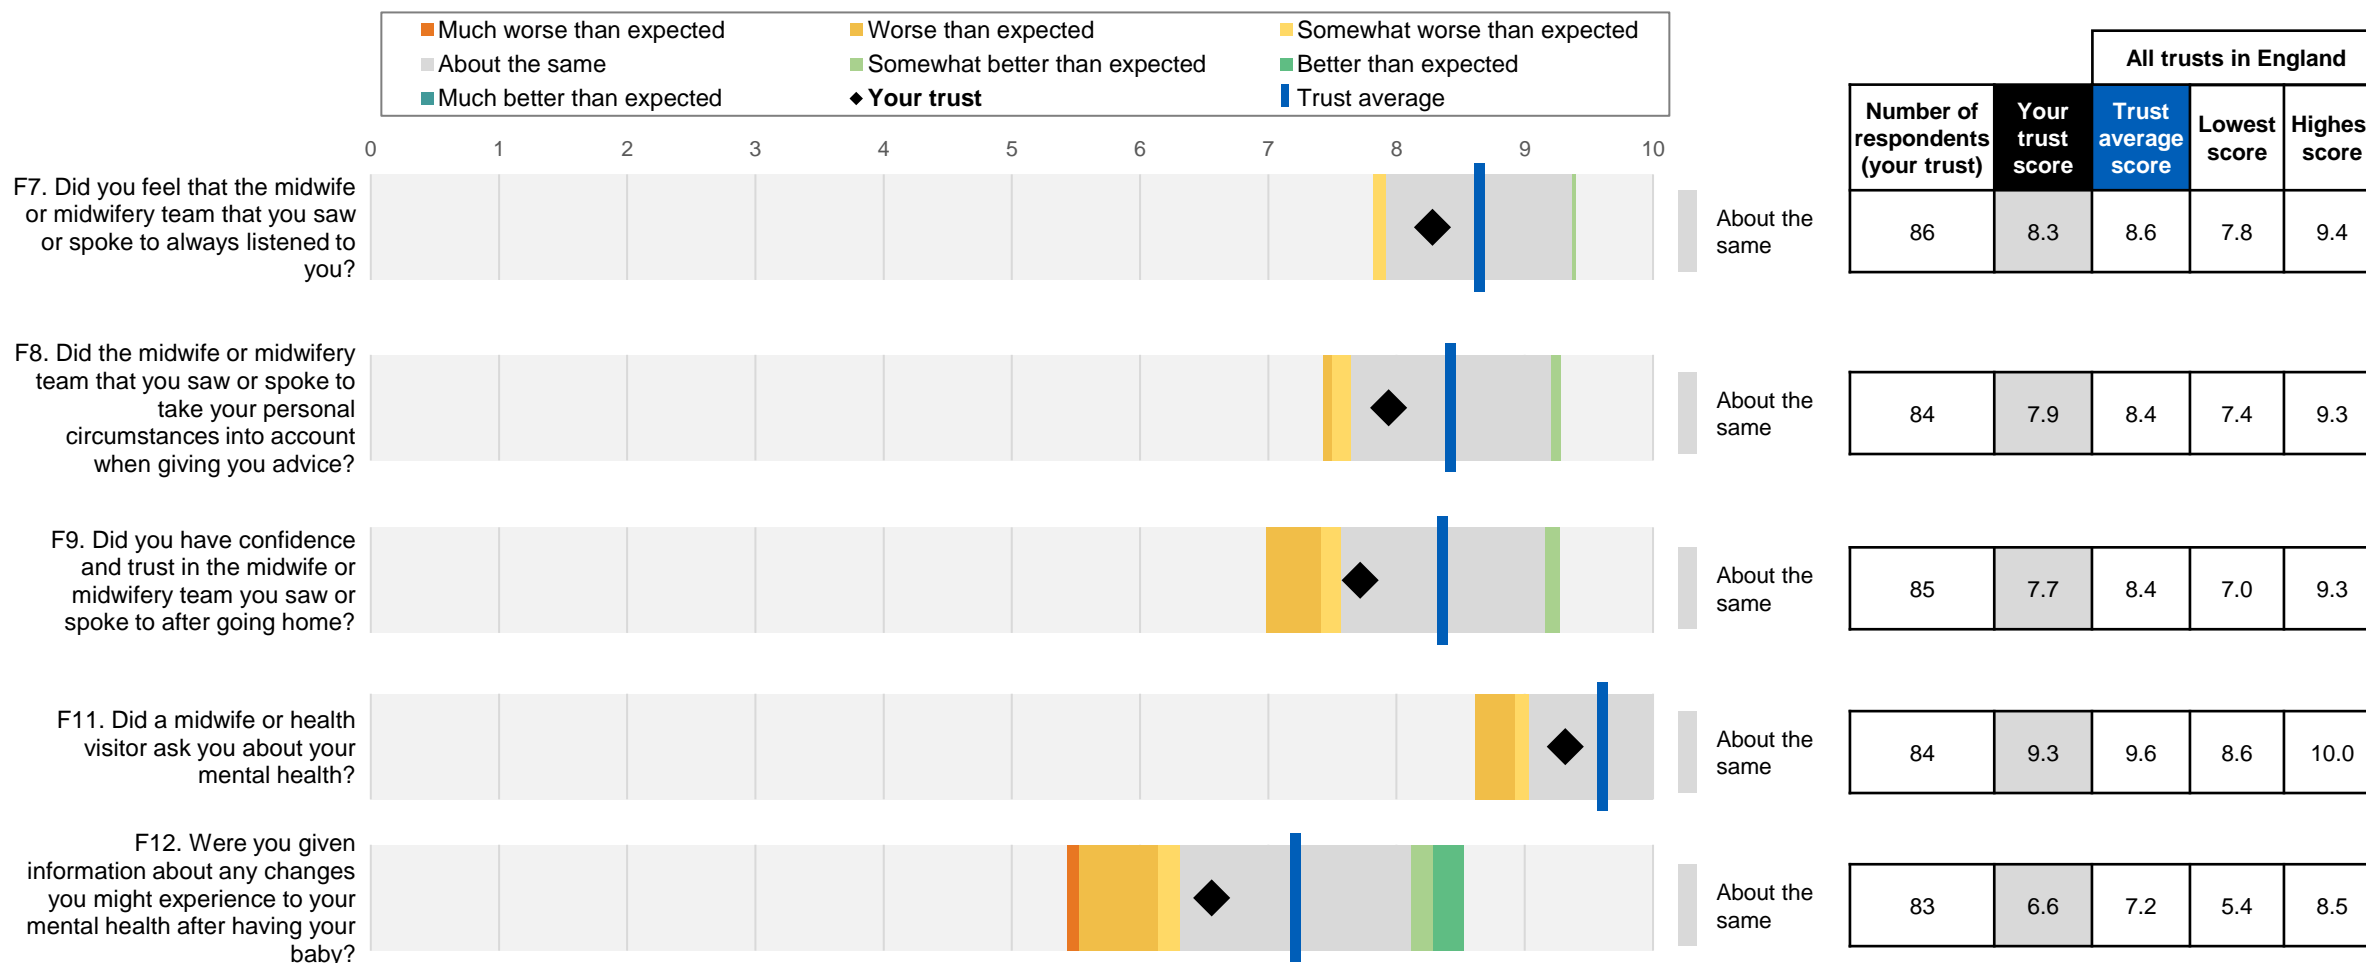 Much worse than expected
Worse than expected
Somewhat worse than expected
About the same
Somewhat better than expected
Better than expected
Much better than expected
Your trust
Trust average
All trusts in England
Number of
respondents
(your trust)
Your
trust
score
Trust
average
score
Lowest
score
Highes
score
0 1 2 3 4 5 6 7 8 9 10
F7. Did you feel that the midwife
or midwifery team that you saw
or spoke to always listened to
you?
About the
same
86 8.3 8.6 7.8 9.4
F8. Did the midwife or midwifery
team that you saw or spoke to
take your personal
circumstances into account
when giving you advice?
About the
same
84 7.9 8.4 7.4 9.3
F9. Did you have confidence
and trust in the midwife or
midwifery team you saw or
spoke to after going home?
About the
same
85 7.7 8.4 7.0 9.3
F11. Did a midwife or health
visitor ask you about your
mental health?
About the
same
84 9.3 9.6 8.6 10.0
F12. Were you given
information about any changes
you might experience to your
mental health after having your
baby?
About the
same
83 6.6 7.2 5.4 8.5